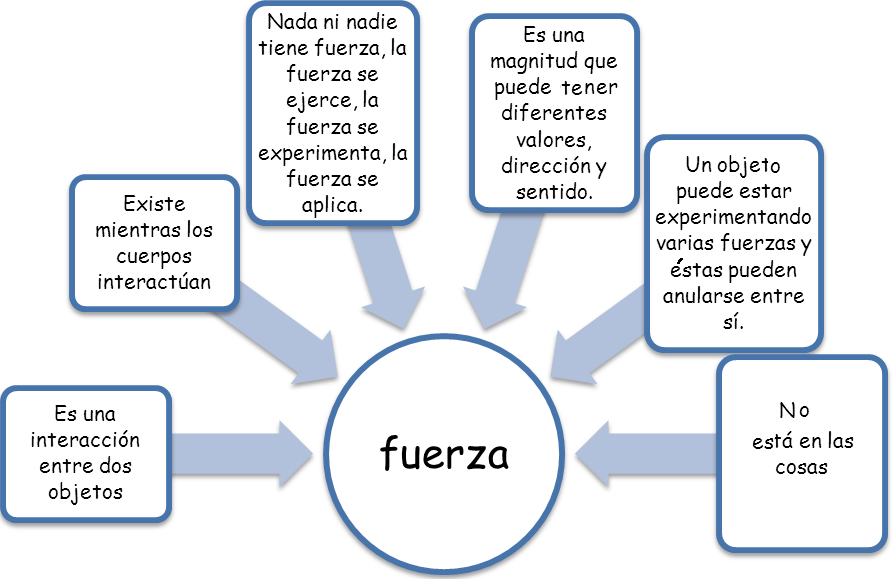 Es una
interacción
entre dos
objetos
Existe
mientras los
cuerpos
interactúan
Nada ni nadie
tiene fuerza, la
fuerza se
ejerce, la
fuerza se
experimenta, la
fuerza se
aplica.
Es una
magnitud que
puede tener
diferentes
valores,
dirección y
sentido.
Un objeto
puede estar
experimentando
varias fuerzas y
éstas pueden
anularse entre
sí.
No
está en las
cosas
fuerza